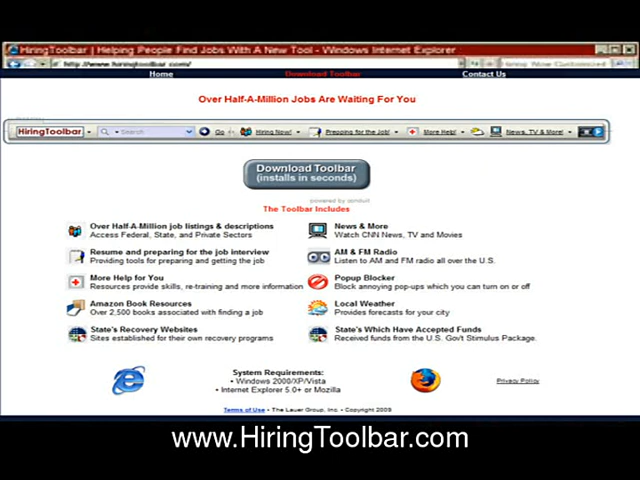 HiringToolbar | Helping People Find Jobs With A New Tool - Windows Internet Explorer
http://www.hiringtoolbar.com/
Home Download Toolbar Contact Us
Over Half-A-Million Jobs Are Waiting For You
HiringToolbar Search Go Hiring Now! Prepping for the Job! More Help! News, TV & More!
Download Toolbar
(installs in seconds)
powered by conduit
The Toolbar Includes
Over Half-A-Million job listings & descriptions
Access Federal, State, and Private Sectors
News & More
Watch CNN News, TV and Movies
Resume and preparing for the job interview
Providing tools for preparing and getting the job
AM & FM Radio
Listen to AM and FM radio all over the U.S.
More Help for You
Resources provide skills, re-training and more information
Popup Blocker
Block annoying pop-ups which you can turn on or off
Amazon Book Resources
Over 2,500 books associated with finding a job
Local Weather
Provides forecasts for your city
State's Recovery Websites
Sites established for their own recovery programs
State's Which Have Accepted Funds
Received funds from the U.S. Gov't Stimulus Package.
System Requirements:
• Windows 2000/XP/Vista
• Internet Explorer 5.0+ or Mozilla
Privacy Policy
Terms of Use • The Lauer Group, Inc. • Copyright 2009
www.HiringToolbar.com